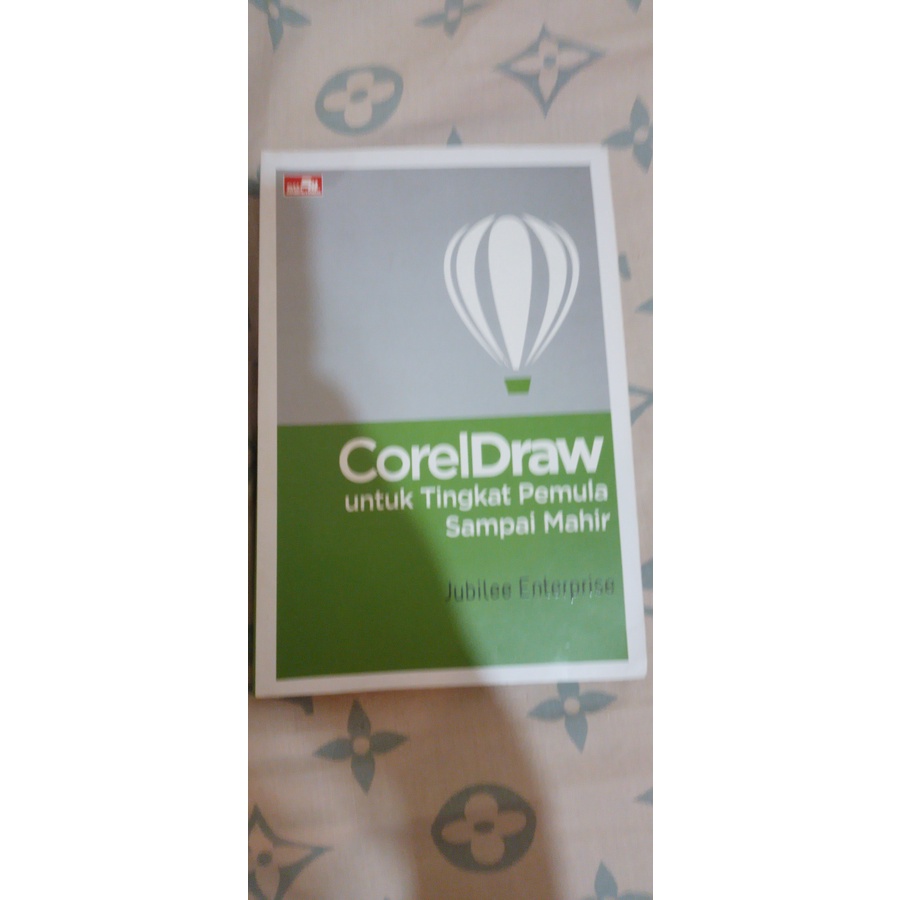 CorelDraw
untuk Tingkat Pemula
Sampai Mahir
Jubilee Enterprise